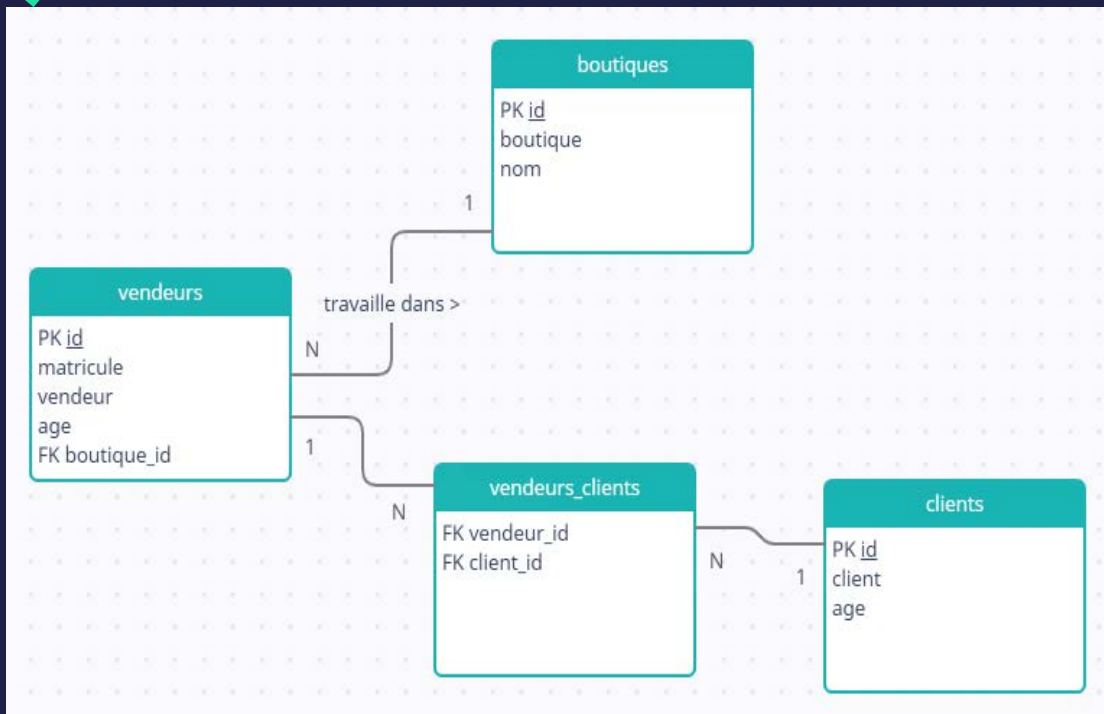 boutiques
PK id
boutique
nom
1
travaille dans >
N
vendeurs
PK id
matricule
vendeur
age
FK boutique_id
1
N
vendeurs_clients
FK vendeur_id
FK client_id
N
1
clients
PK id
client
age